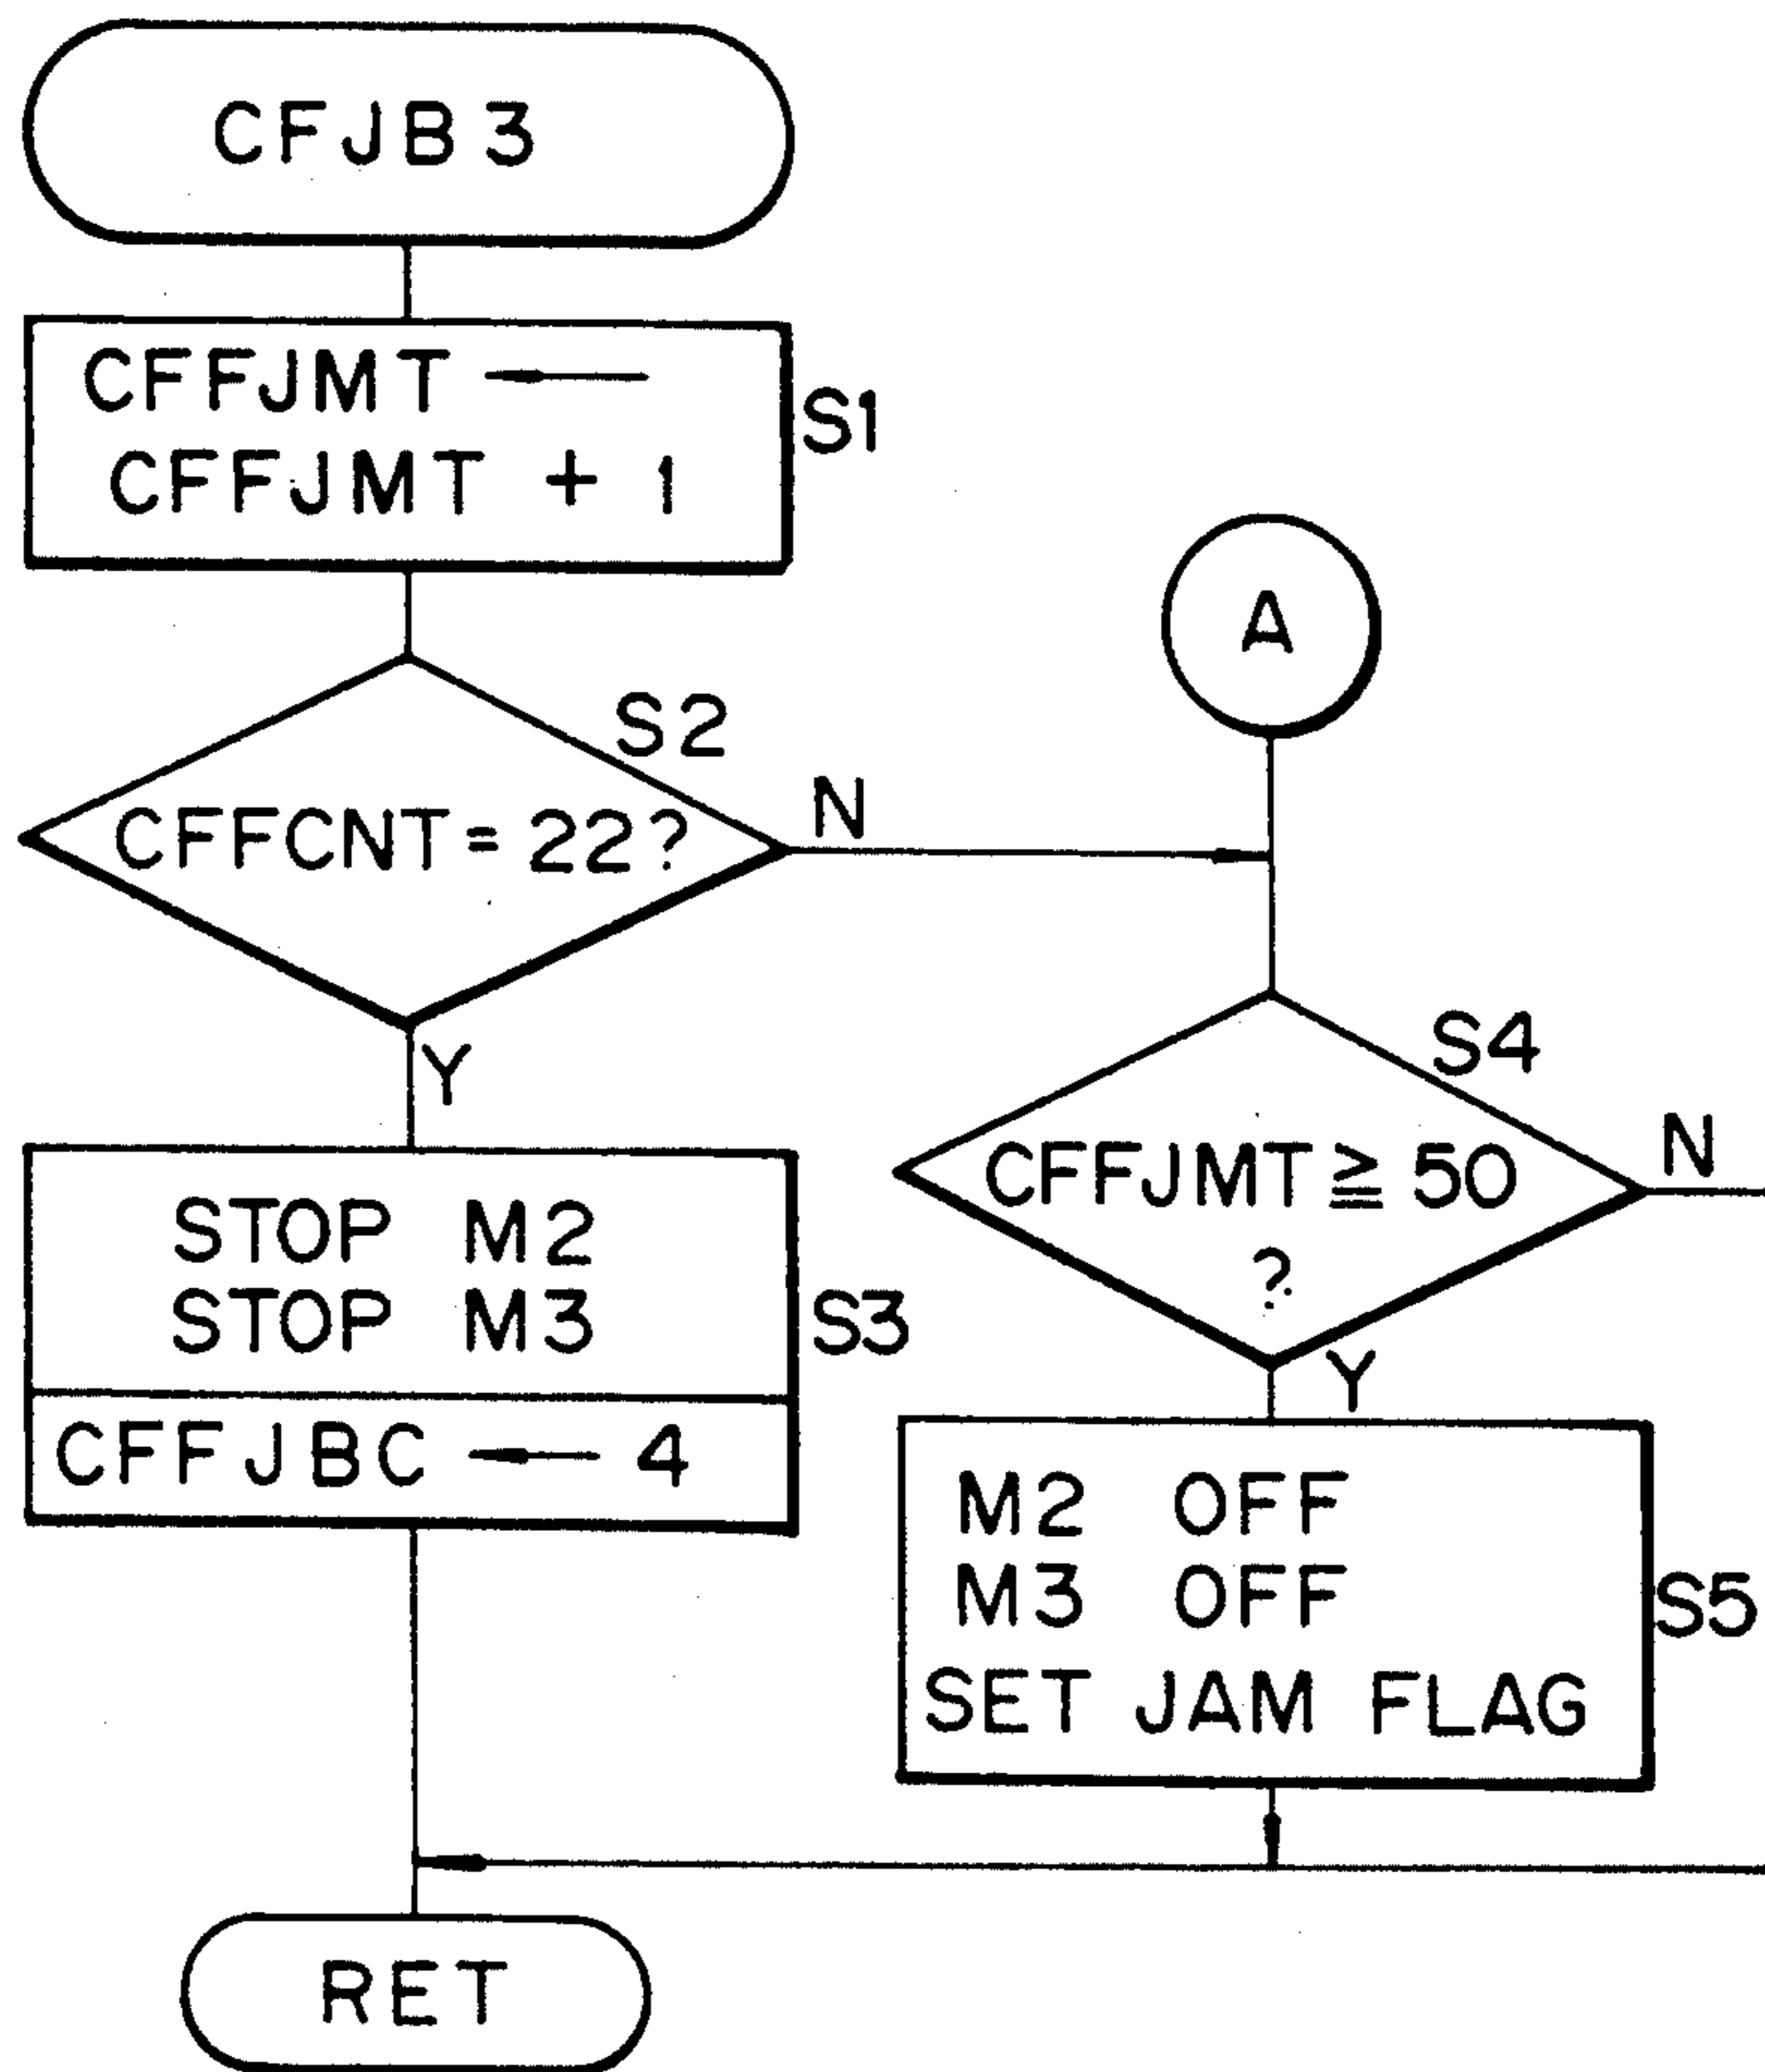 CFJB3
CFFJMT ←
CFFJMT + 1
S1
A
S2
CFFCNT = 22?
N
Y
S4
CFFJMT ≧ 50
?
N
Y
STOP M2
STOP M3
S3
CFFJBC ← 4
M2 OFF
M3 OFF
SET JAM FLAG
S5
RET